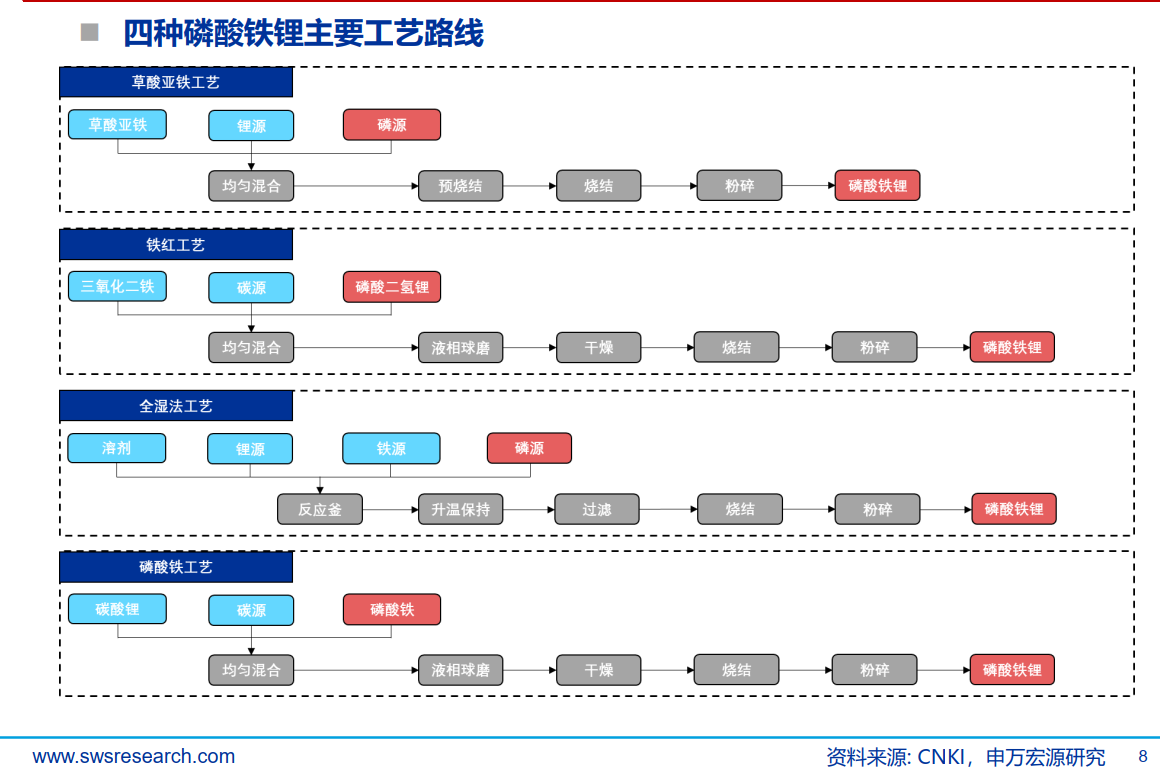 四种磷酸铁锂主要工艺路线
草酸亚铁工艺
草酸亚铁 锂源 磷源
均匀混合 预烧结 烧结 粉碎 磷酸铁锂
铁红工艺
三氧化二铁 碳源 磷酸二氢锂
均匀混合 液相球磨 干燥 烧结 粉碎 磷酸铁锂
全湿法工艺
溶剂 锂源 铁源 磷源
反应釜 升温保持 过滤 烧结 粉碎 磷酸铁锂
磷酸铁工艺
碳酸锂 碳源 磷酸铁
均匀混合 液相球磨 干燥 烧结 粉碎 磷酸铁锂
www.swsresearch.com 资料来源: CNKI，申万宏源研究 8